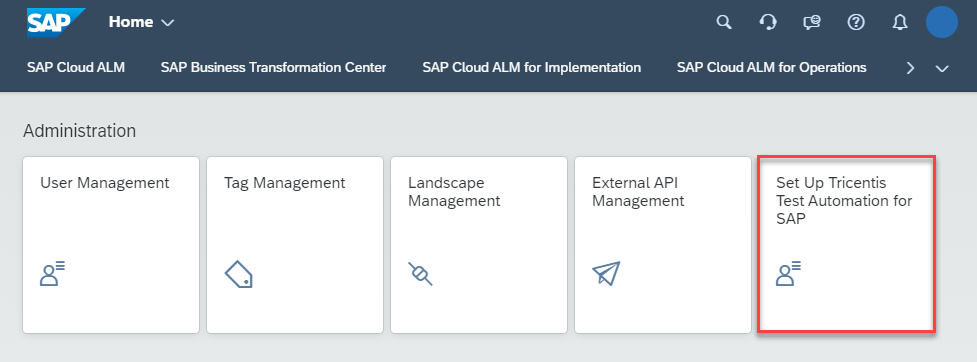 SAP Home
SAP Cloud ALM SAP Business Transformation Center SAP Cloud ALM for Implementation SAP Cloud ALM for Operations
Administration
User Management
Tag Management
Landscape
Management
External API
Management
Set Up Tricentis
Test Automation for
SAP